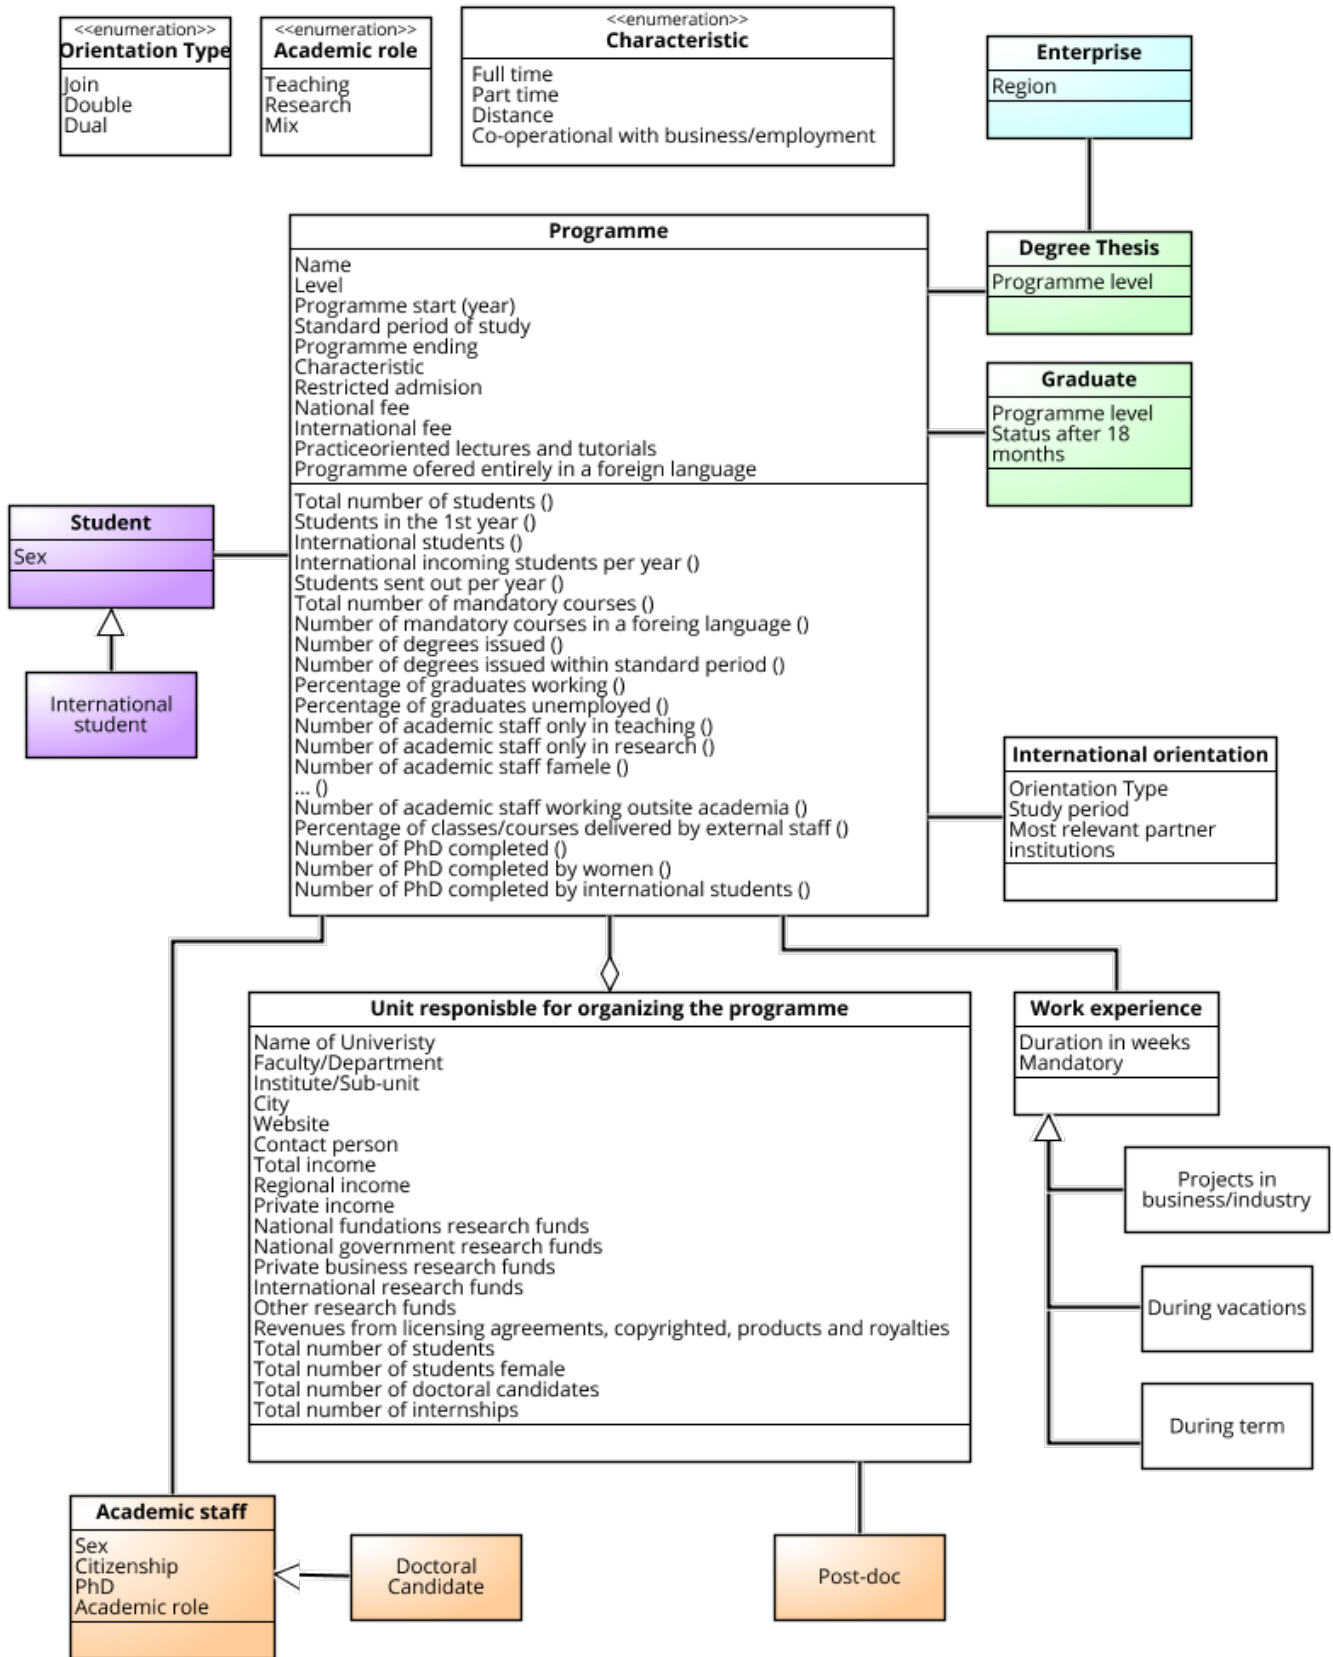 <<enumeration>>
Orientation Type
Join
Double
Dual
<<enumeration>>
Academic role
Teaching
Research
Mix
<<enumeration>>
Characteristic
Full time
Part time
Distance
Co-operational with business/employment
Enterprise
Region
Programme
Name
Level
Programme start (year)
Standard period of study
Programme ending
Characteristic
Restricted admision
National fee
International fee
Practiceoriented lectures and tutorials
Programme ofered entirely in a foreign language
Total number of students ()
Students in the 1st year ()
International students ()
International incoming students per year ()
Students sent out per year ()
Total number of mandatory courses ()
Number of mandatory courses in a foreing language ()
Number of degrees issued ()
Number of degrees issued within standard period ()
Percentage of graduates working ()
Percentage of graduates unemployed ()
Number of academic staff only in teaching ()
Number of academic staff only in research ()
Number of academic staff famele ()
... ()
Number of academic staff working outsite academia ()
Percentage of classes/courses delivered by external staff ()
Number of PhD completed ()
Number of PhD completed by women ()
Number of PhD completed by international students ()
Degree Thesis
Programme level
Graduate
Programme level
Status after 18
months
Student
Sex
International
student
International orientation
Orientation Type
Study period
Most relevant partner
institutions
Unit responisble for organizing the programme
Name of Univeristy
Faculty/Department
Institute/Sub-unit
City
Website
Contact person
Total income
Regional income
Private income
National fundations research funds
National government research funds
Private business research funds
International research funds
Other research funds
Revenues from licensing agreements, copyrighted, products and royalties
Total number of students
Total number of students female
Total number of doctoral candidates
Total number of internships
Work experience
Duration in weeks
Mandatory
Projects in
business/industry
During vacations
During term
Academic staff
Sex
Citizenship
PhD
Academic role
Doctoral
Candidate
Post-doc